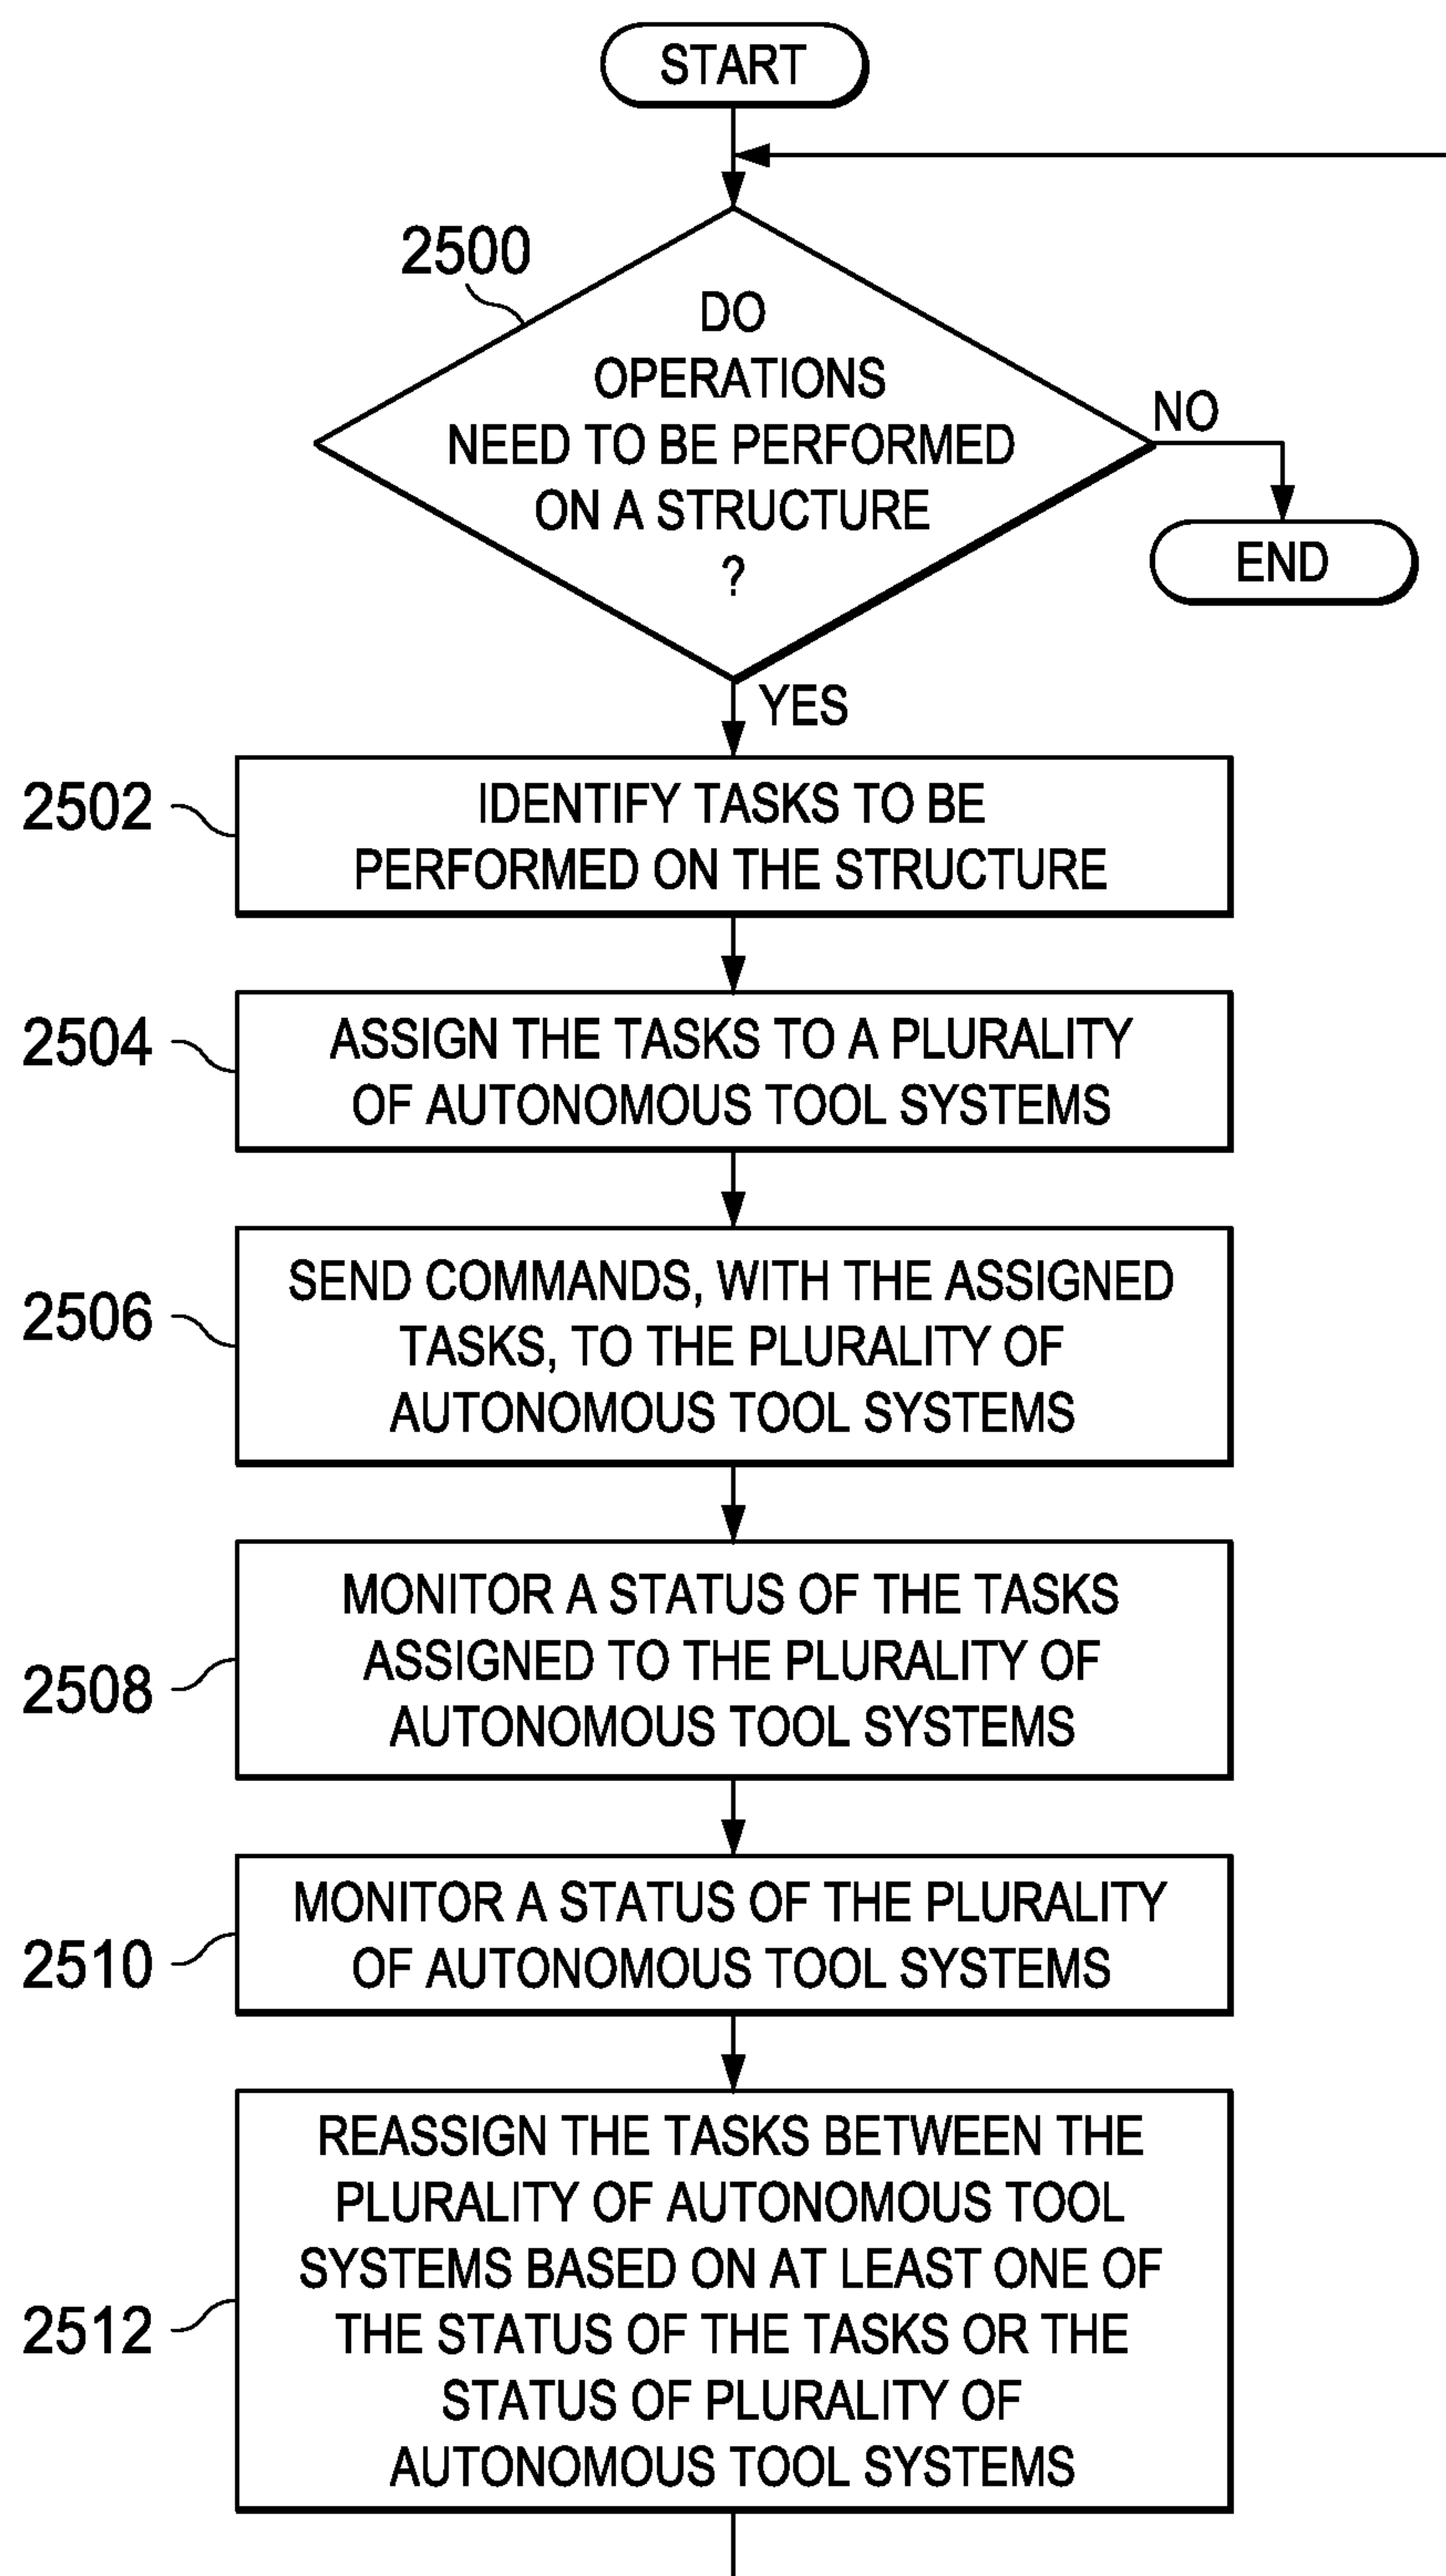 START
2500
DO
OPERATIONS
NEED TO BE PERFORMED
ON A STRUCTURE
?
NO
END
YES
2502
IDENTIFY TASKS TO BE
PERFORMED ON THE STRUCTURE
2504
ASSIGN THE TASKS TO A PLURALITY
OF AUTONOMOUS TOOL SYSTEMS
2506
SEND COMMANDS, WITH THE ASSIGNED
TASKS, TO THE PLURALITY OF
AUTONOMOUS TOOL SYSTEMS
2508
MONITOR A STATUS OF THE TASKS
ASSIGNED TO THE PLURALITY OF
AUTONOMOUS TOOL SYSTEMS
2510
MONITOR A STATUS OF THE PLURALITY
OF AUTONOMOUS TOOL SYSTEMS
2512
REASSIGN THE TASKS BETWEEN THE
PLURALITY OF AUTONOMOUS TOOL
SYSTEMS BASED ON AT LEAST ONE OF
THE STATUS OF THE TASKS OR THE
STATUS OF PLURALITY OF
AUTONOMOUS TOOL SYSTEMS